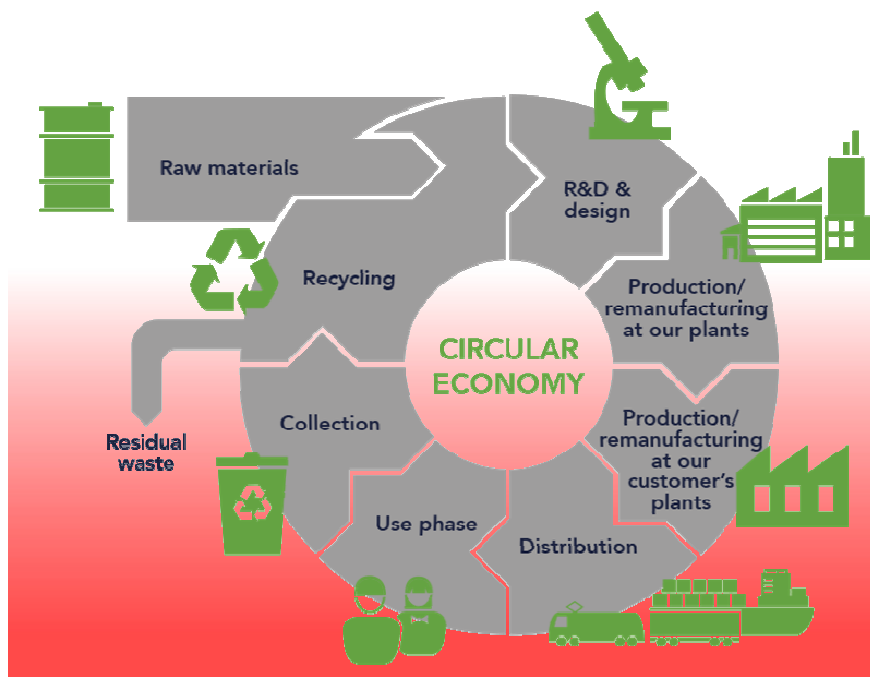 Raw materials
R&D &
design
Recycling
Production/
remanufacturing
at our plants
CIRCULAR
ECONOMY
Production/
remanufacturing
at our
customer's
plants
Collection
Residual
waste
Use phase
Distribution